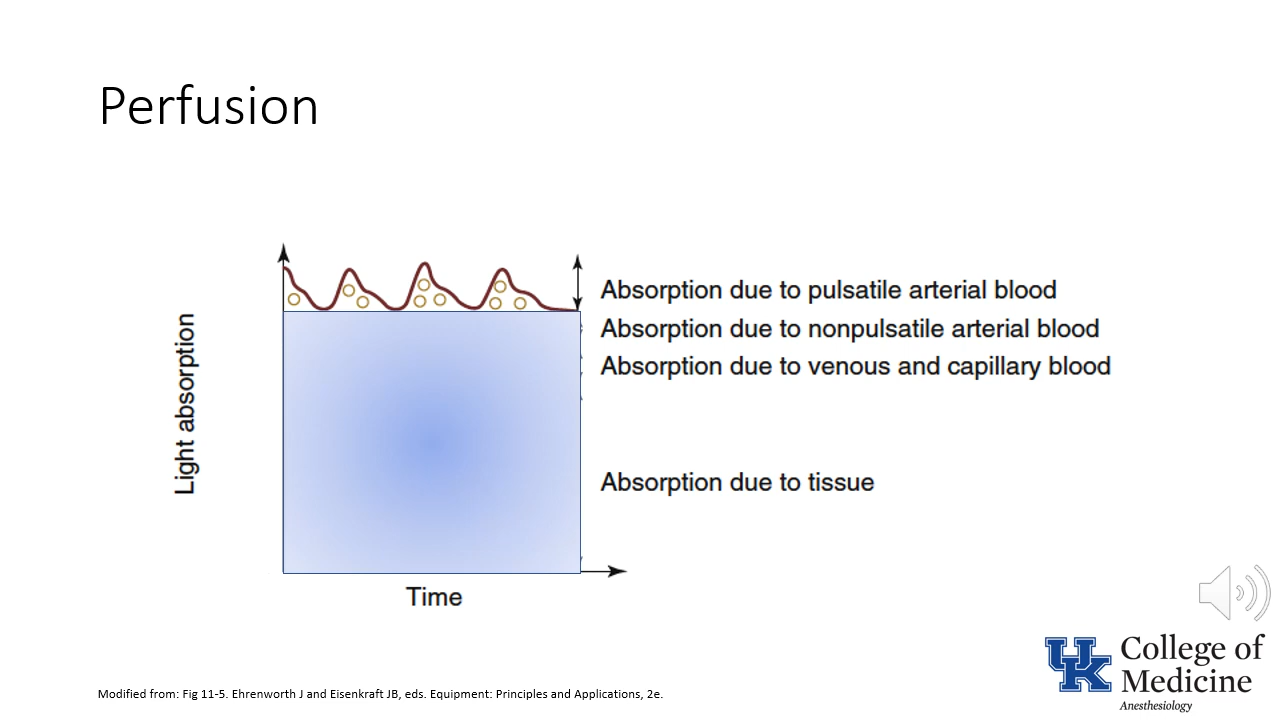 Perfusion
Light absorption
Absorption due to pulsatile arterial blood
Absorption due to nonpulsatile arterial blood
Absorption due to venous and capillary blood
Absorption due to tissue
Time
UK
College of
Medicine
Anesthesiology
Modified from: Fig 11-5. Ehrenworth J and Eisenkraft JB, eds. Equipment: Principles and Applications, 2e.